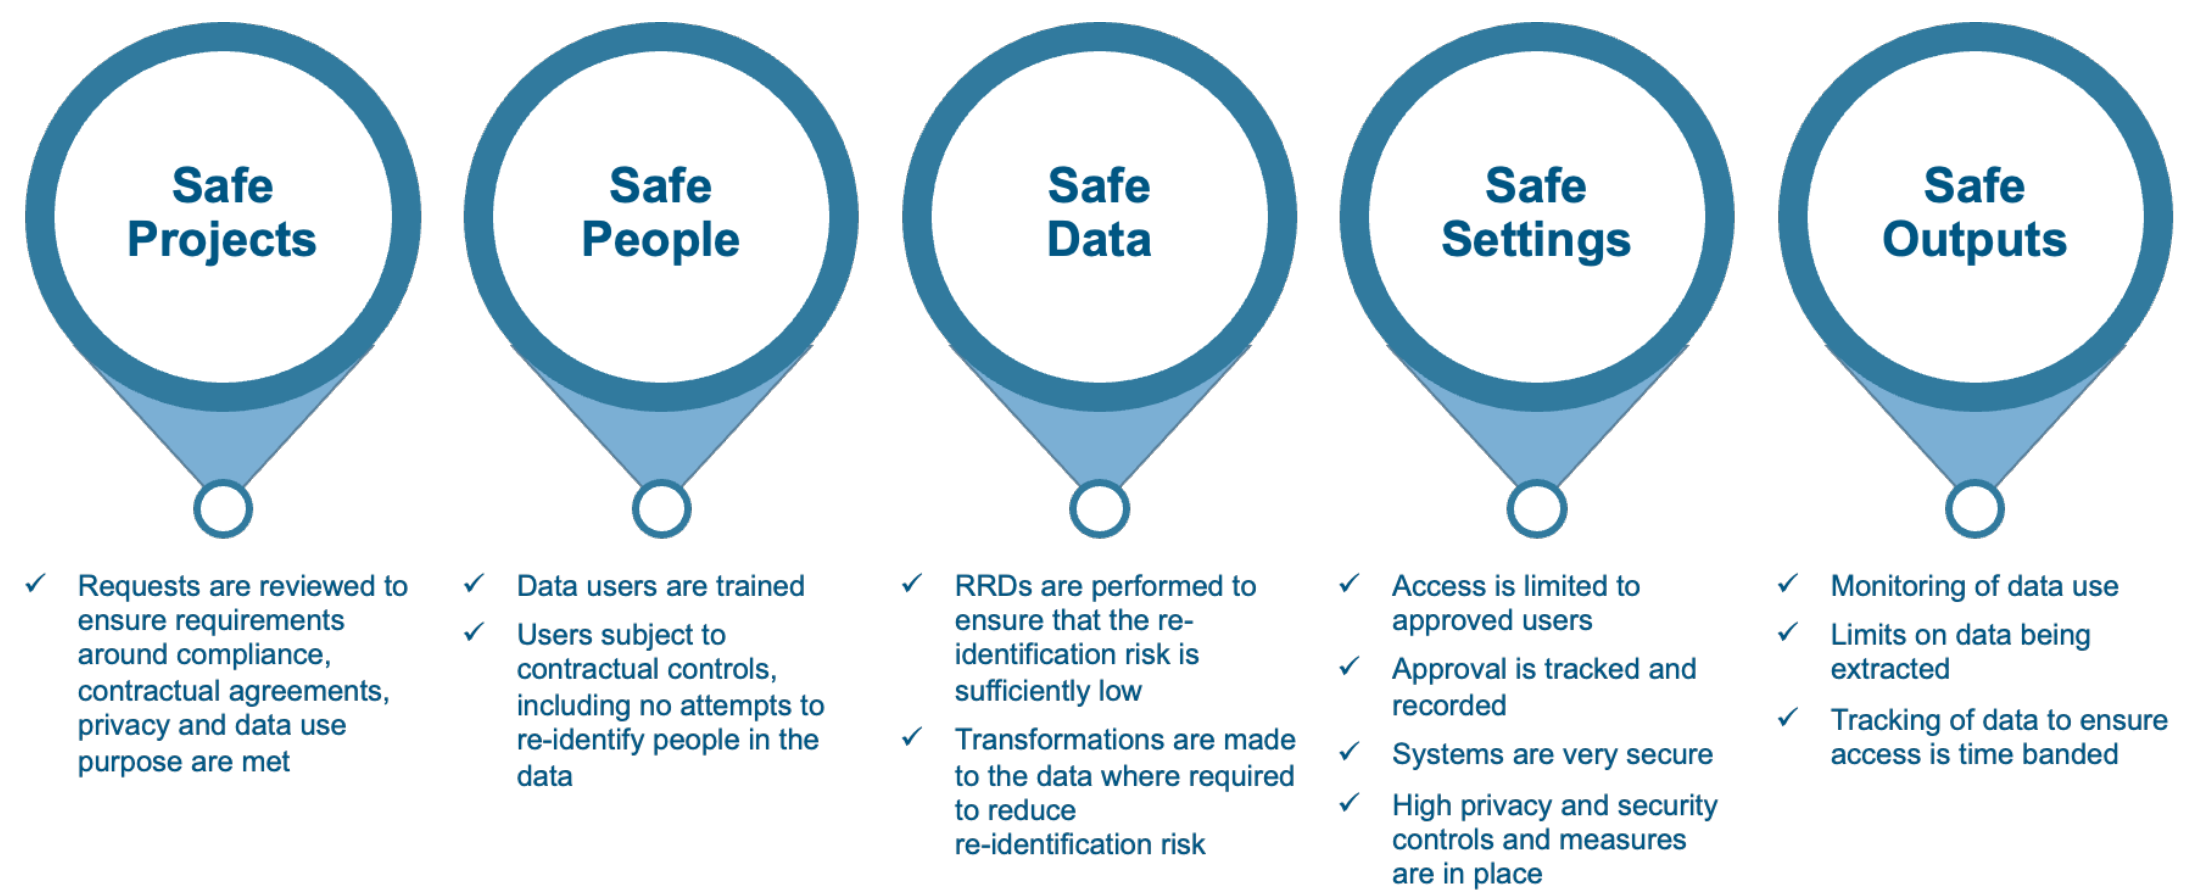 Safe
Projects
Safe
People
Safe
Data
Safe
Settings
Safe
Outputs
✓ Requests are reviewed to
ensure requirements
around compliance,
contractual agreements,
privacy and data use
purpose are met
✓ Data users are trained
✓ Users subject to
contractual controls,
including no attempts to
re-identify people in the
data
✓ RRDs are performed to
ensure that the re-
identification risk is
sufficiently low
✓ Transformations are made
to the data where required
to reduce
re-identification risk
✓ Access is limited to
approved users
✓ Approval is tracked and
recorded
✓ Systems are very secure
✓ High privacy and security
controls and measures
are in place
✓ Monitoring of data use
✓ Limits on data being
extracted
✓ Tracking of data to ensure
access is time banded